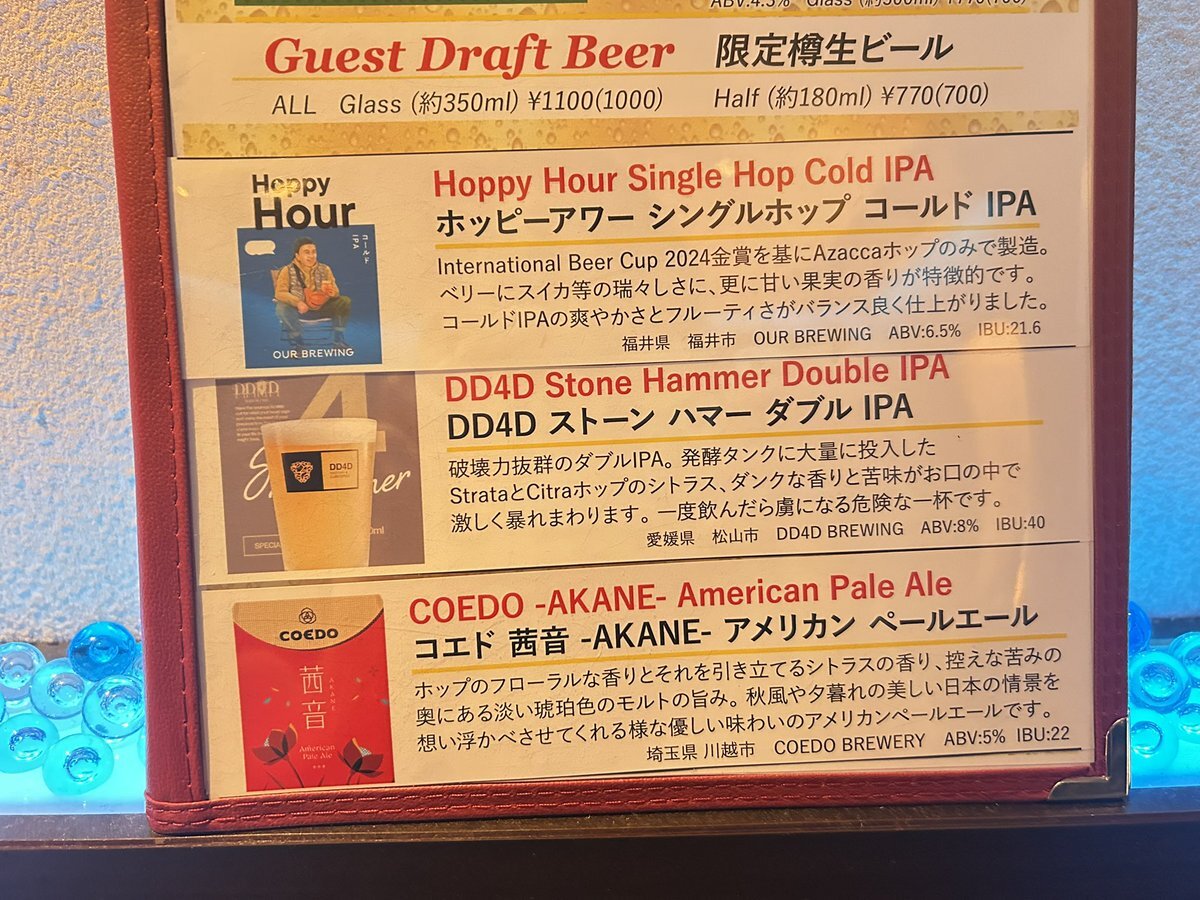 ABV:4.5% Glass (約300ml) ¥770(700)
Guest Draft Beer 限定樽生ビール
ALL Glass (約350ml) ¥1100(1000) Half (約180ml) ¥770(700)
Hoppy
Hour
コールド
IPA
OUR BREWING
Hoppy Hour Single Hop Cold IPA
ホッピーアワー シングルホップ コールド IPA
International Beer Cup 2024金賞を基にAzaccaホップのみで製造。
ベリーにスイカ等の瑞々しさに、更に甘い果実の香りが特徴的です。
コールドIPAの爽やかさとフルーティさがバランス良く仕上がりました。
福井県 福井市 OUR BREWING ABV:6.5% IBU:21.6
DD4D
4
DD4D
DD4D Stone Hammer Double IPA
DD4D ストーン ハマー ダブル IPA
破壊力抜群のダブルIPA。発酵タンクに大量に投入した
StrataとCitraホップのシトラス、ダンクな香りと苦味がお口の中で
激しく暴れまわります。一度飲んだら虜になる危険な一杯です。
愛媛県 松山市 DD4D BREWING ABV:8% IBU:40
COEDO
茜音
AKANE
American
Pale Ale
COEDO -AKANE- American Pale Ale
コエド 茜音 -AKANE- アメリカン ペールエール
ホップのフローラルな香りとそれを引き立てるシトラスの香り、控えな苦みの
奥にある淡い琥珀色のモルトの旨み。秋風や夕暮れの美しい日本の情景を
想い浮かべさせてくれる様な優しい味わいのアメリカンペールエールです。
埼玉県 川越市 COEDO BREWERY ABV:5% IBU:22